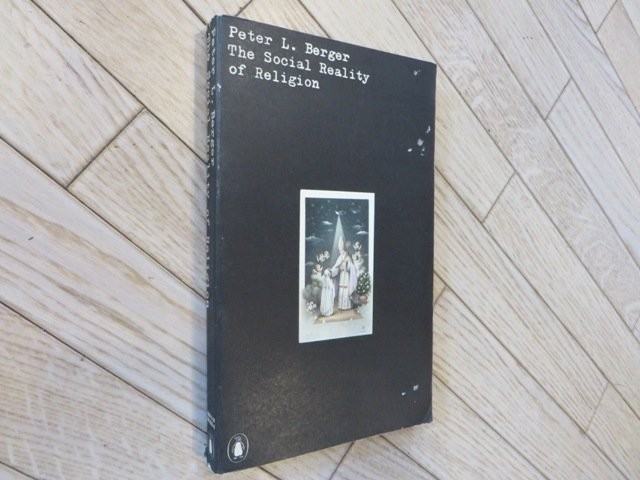 Peter L. Berger
The Social Reality
of Religion